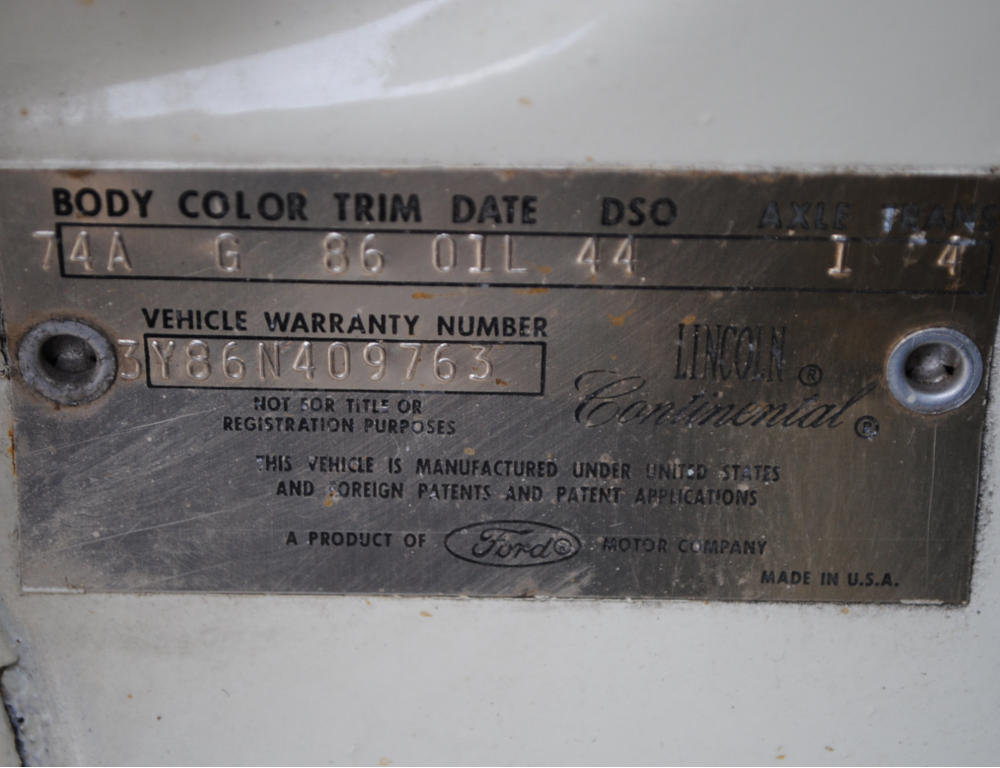 BODY COLOR TRIM DATE DSO AXLE TRANS
74A G 86 01L 44 1 4
VEHICLE WARRANTY NUMBER
3Y86N409763
NOT FOR TITLE OR
REGISTRATION PURPOSES
LINCOLN ®
Continental ®
THIS VEHICLE IS MANUFACTURED UNDER UNITED STATES
AND FOREIGN PATENTS AND PATENT APPLICATIONS
A PRODUCT OF Ford® MOTOR COMPANY
MADE IN U.S.A.